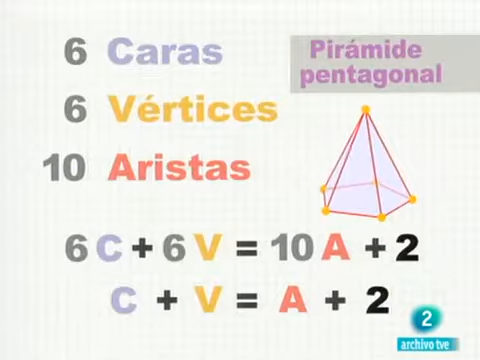 6 Caras
Pirámide
pentagonal
6 Vértices
10 Aristas
6 C + 6 V = 10 A + 2
C + V = A + 2
2
archivo tve